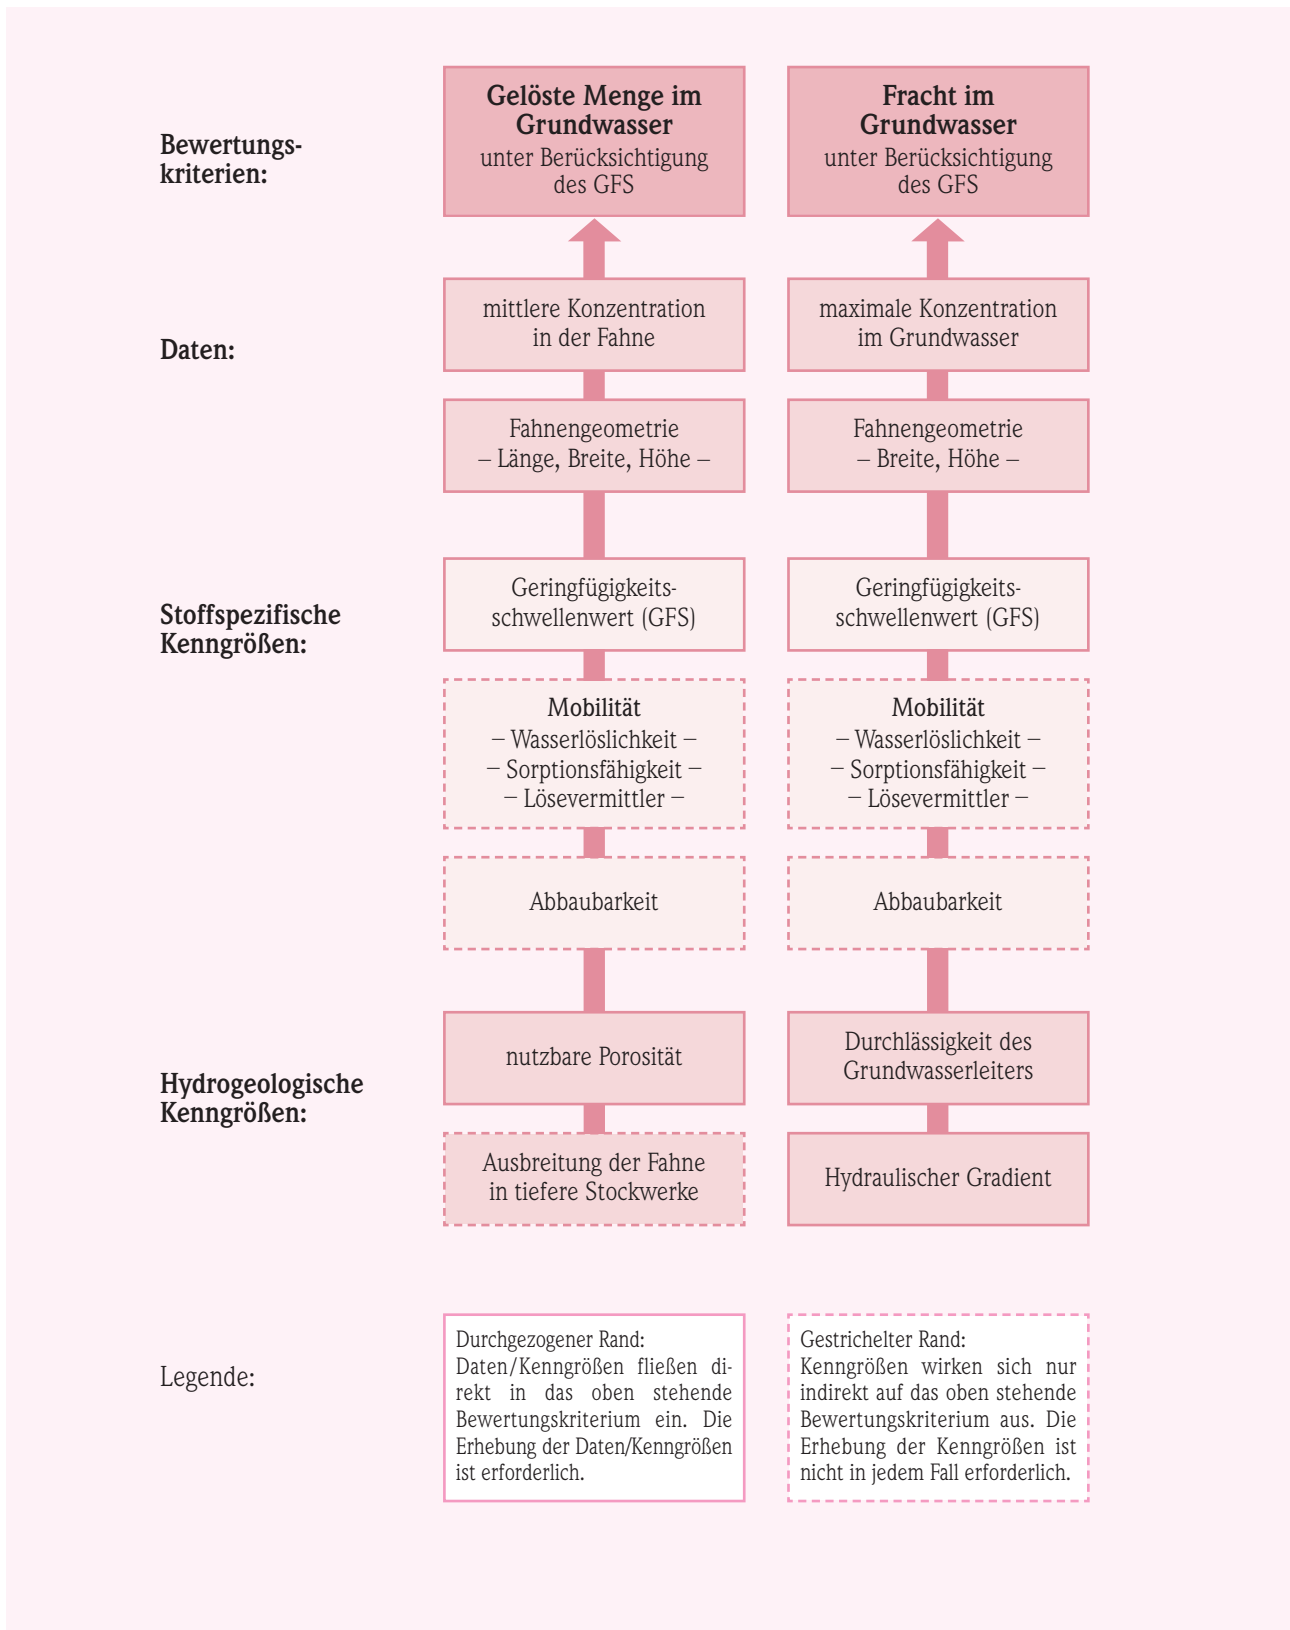 Bewertungs-
kriterien:
Gelöste Menge im
Grundwasser
unter Berücksichtigung
des GFS
Fracht im
Grundwasser
unter Berücksichtigung
des GFS
Daten:
mittlere Konzentration
in der Fahne
maximale Konzentration
im Grundwasser
Fahnengeometrie
– Länge, Breite, Höhe –
Fahnengeometrie
– Breite, Höhe –
Stoffspezifische
Kenngrößen:
Geringfügigkeits-
schwellenwert (GFS)
Geringfügigkeits-
schwellenwert (GFS)
Mobilität
– Wasserlöslichkeit –
– Sorptionsfähigkeit –
– Lösevermittler –
Mobilität
– Wasserlöslichkeit –
– Sorptionsfähigkeit –
– Lösevermittler –
Abbaubarkeit
Abbaubarkeit
Hydrogeologische
Kenngrößen:
nutzbare Porosität
Durchlässigkeit des
Grundwasserleiters
Ausbreitung der Fahne
in tiefere Stockwerke
Hydraulischer Gradient
Legende:
Durchgezogener Rand:
Daten/Kenngrößen fließen di-
rekt in das oben stehende
Bewertungskriterium ein. Die
Erhebung der Daten/Kenngrößen
ist erforderlich.
Gestrichelter Rand:
Kenngrößen wirken sich nur
indirekt auf das oben stehende
Bewertungskriterium aus. Die
Erhebung der Kenngrößen ist
nicht in jedem Fall erforderlich.